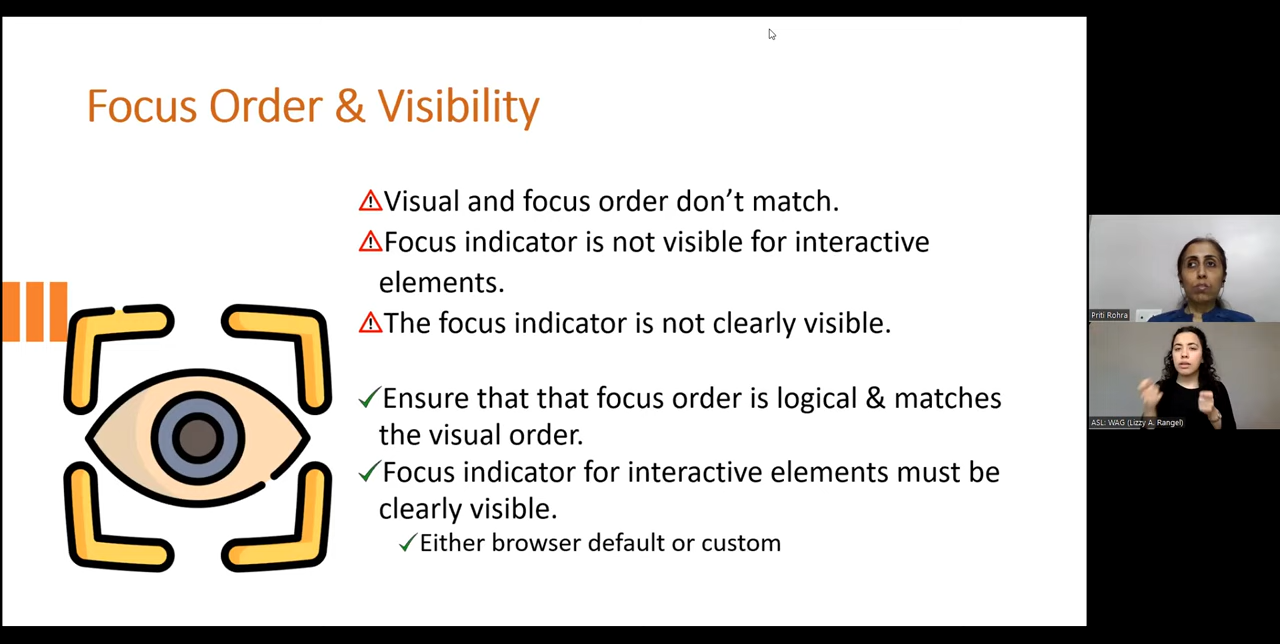 Focus Order & Visibility
Visual and focus order don’t match.
Focus indicator is not visible for interactive
elements.
The focus indicator is not clearly visible.
Ensure that that focus order is logical & matches
the visual order.
Focus indicator for interactive elements must be
clearly visible.
Either browser default or custom
Priti Rohra
ASL: WAG (Lizzy A. Rangel)